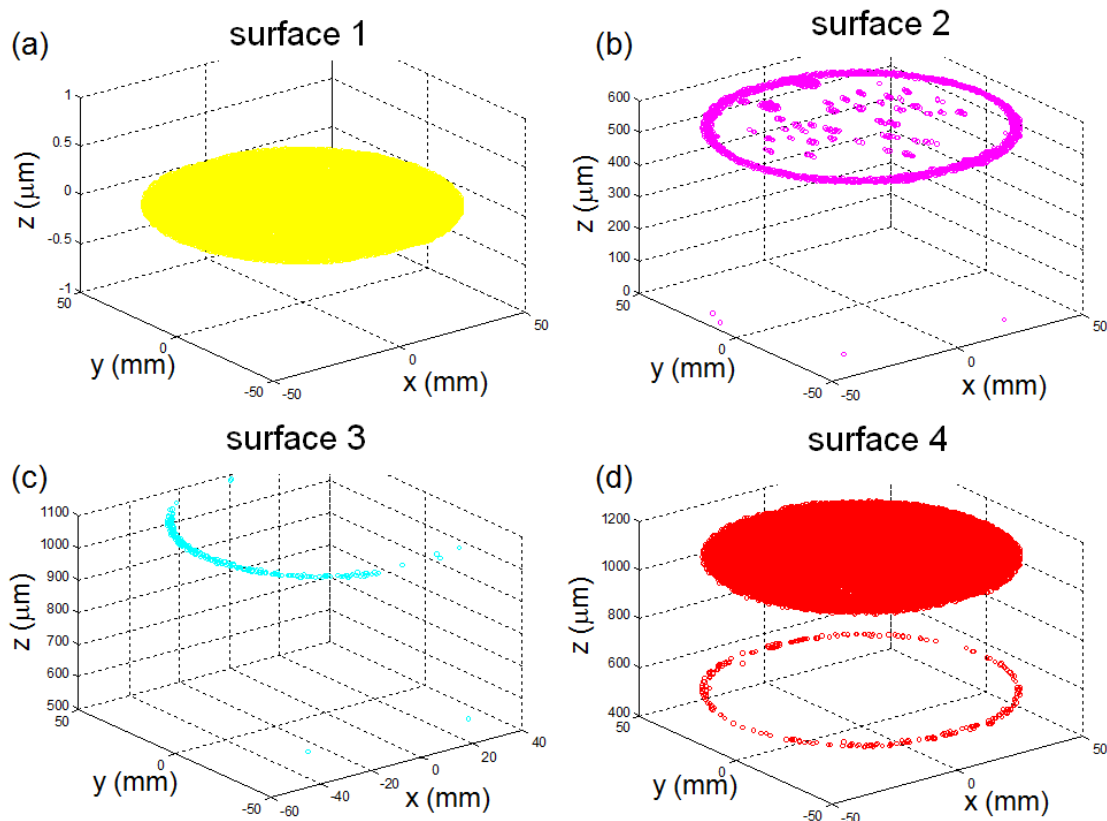 (a)
surface 1
z (μm)
1
0.5
0
-0.5
-1
50
0
-50
y (mm)
-50
0
50
x (mm)
(b)
surface 2
z (μm)
600
500
400
300
200
100
0
50
0
-50
y (mm)
-50
0
50
x (mm)
(c)
surface 3
z (μm)
1100
1000
900
800
700
600
500
50
0
-50
y (mm)
-60
-40
-20
0
20
40
x (mm)
(d)
surface 4
z (μm)
1200
1000
800
600
400
50
0
-50
y (mm)
-50
0
50
x (mm)